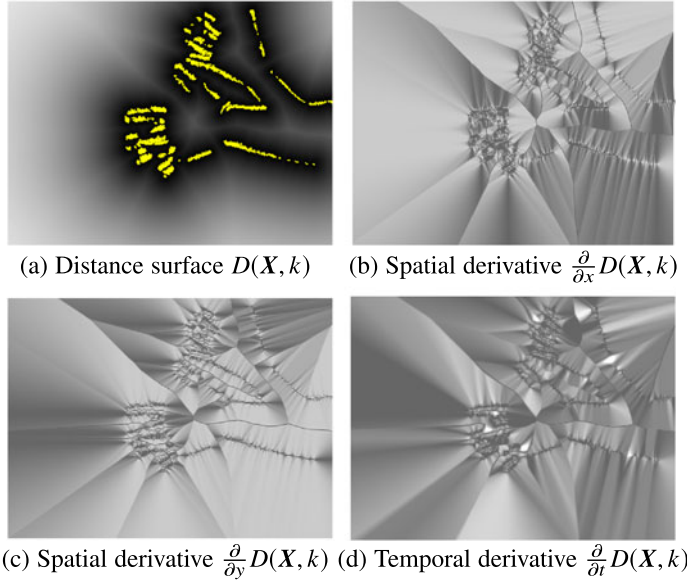 (a) Distance surface D(X, k)
(b) Spatial derivative ∂/∂x D(X, k)
(c) Spatial derivative ∂/∂y D(X, k)
(d) Temporal derivative ∂/∂t D(X, k)